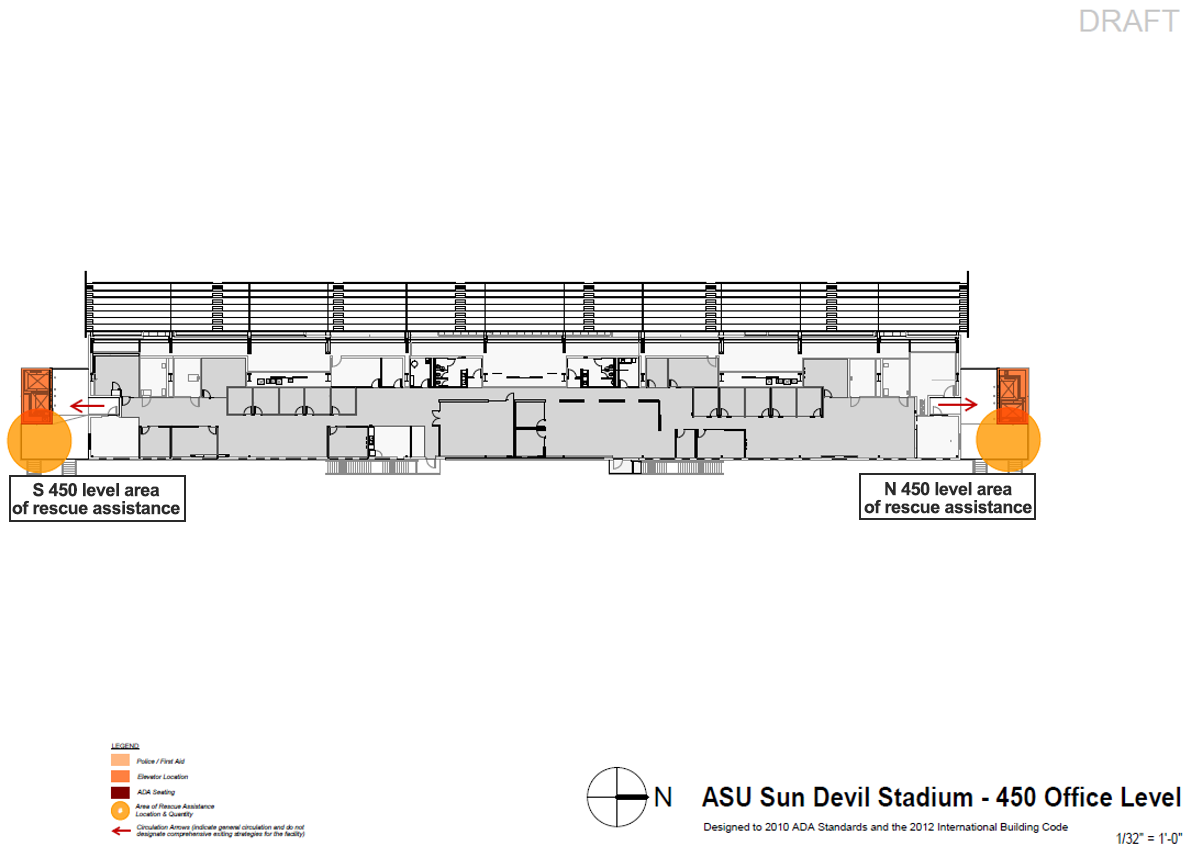 DRAFT
S 450 level area
of rescue assistance
N 450 level area
of rescue assistance
LEGEND
Police / First Aid
Elevator Location
ADA Seating
Area of Rescue Assistance
Location & Quantity
Circulation Arrows (indicate general circulation and do not
designate comprehensive exiting strategies for the facility)
N
ASU Sun Devil Stadium - 450 Office Level
Designed to 2010 ADA Standards and the 2012 International Building Code
1/32" = 1'-0"